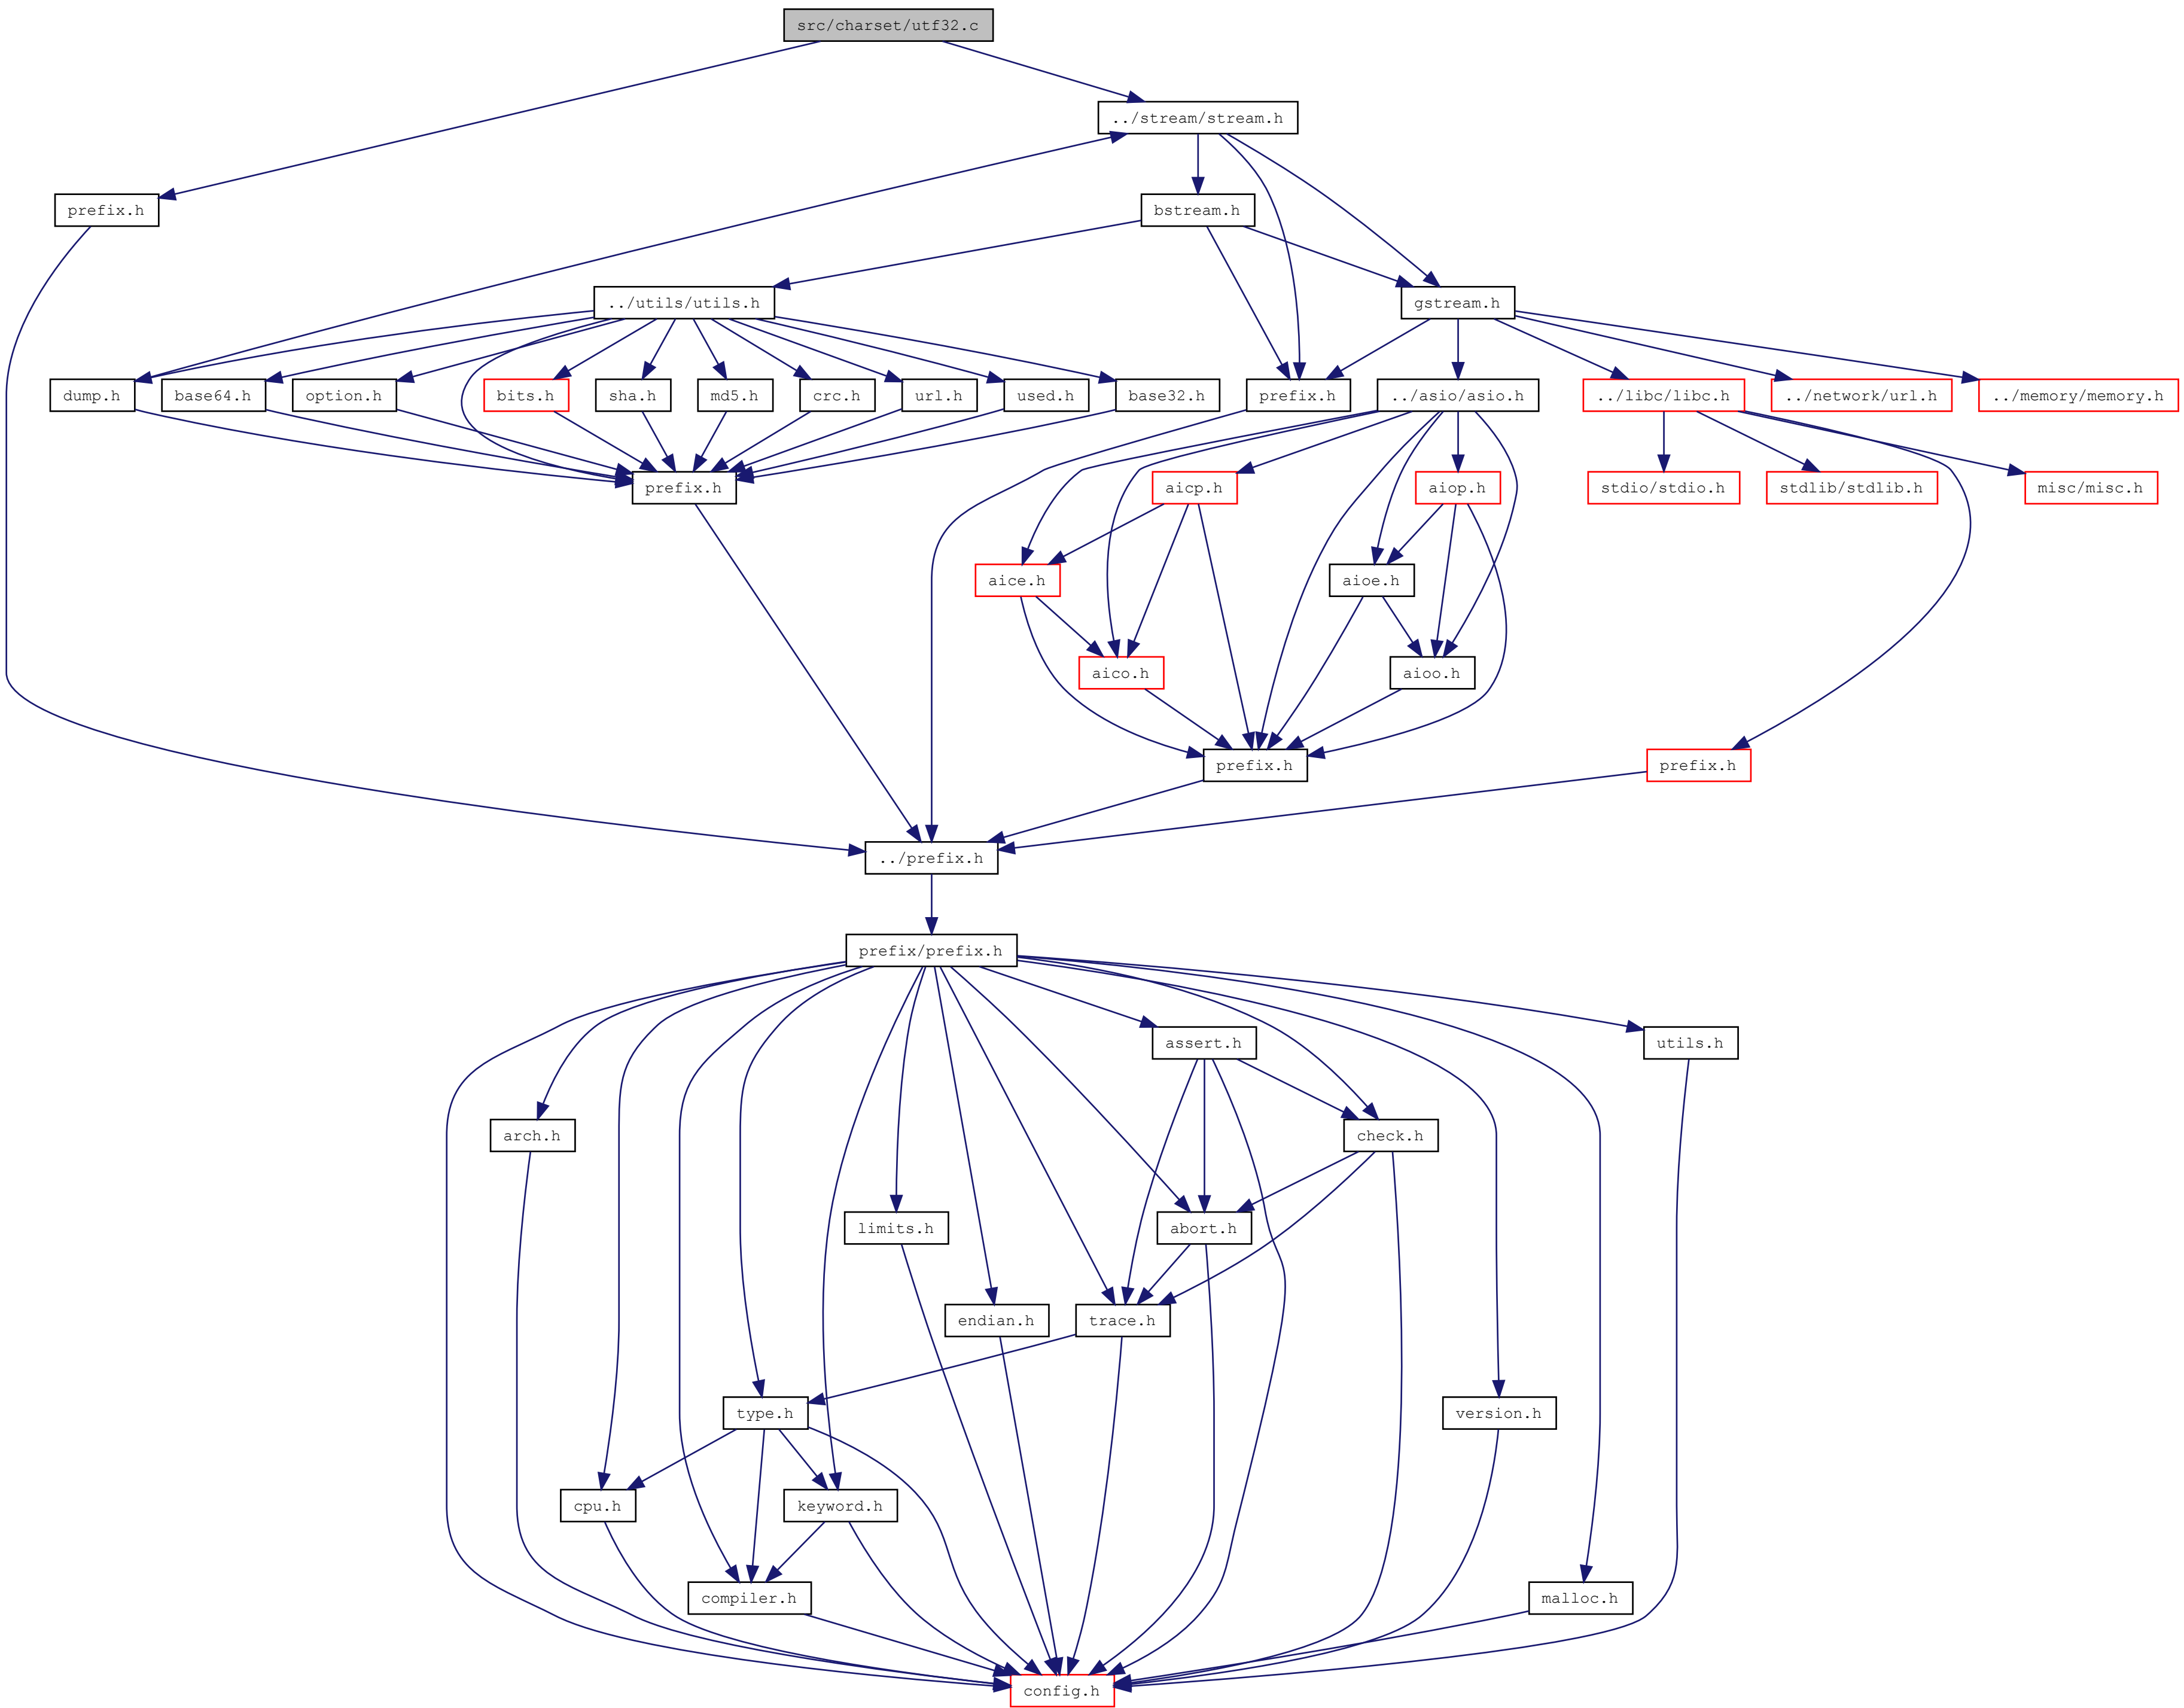 src/charset/utf32.c
../stream/stream.h
prefix.h
bstream.h
../utils/utils.h
gstream.h
dump.h
base64.h
option.h
bits.h
sha.h
md5.h
crc.h
url.h
used.h
base32.h
prefix.h
../asio/asio.h
../libc/libc.h
../network/url.h
../memory/memory.h
prefix.h
aicp.h
aiop.h
stdio/stdio.h
stdlib/stdlib.h
misc/misc.h
aice.h
aioe.h
aico.h
aioo.h
prefix.h
prefix.h
../prefix.h
prefix/prefix.h
assert.h
utils.h
arch.h
check.h
limits.h
abort.h
endian.h
trace.h
type.h
version.h
cpu.h
keyword.h
compiler.h
malloc.h
config.h